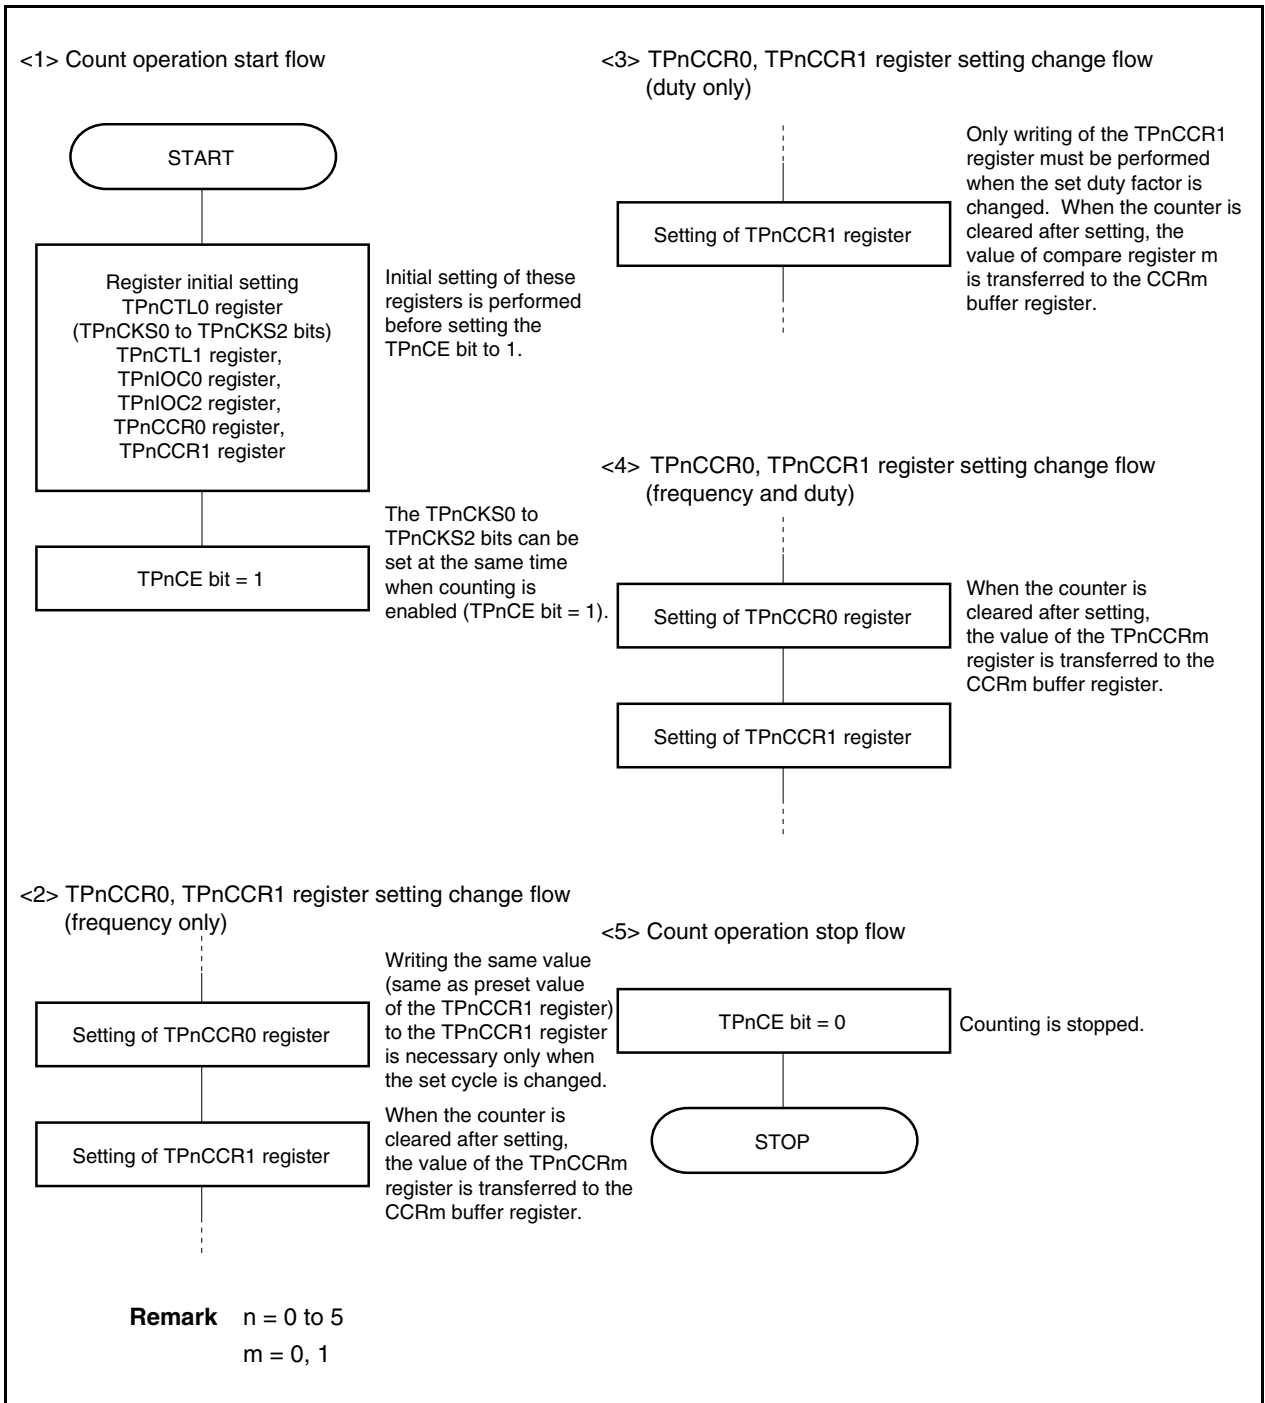 <1> Count operation start flow
START
Register initial setting
TPnCTL0 register
(TPnCKS0 to TPnCKS2 bits)
TPnCTL1 register,
TPnIOC0 register,
TPnIOC2 register,
TPnCCR0 register,
TPnCCR1 register
Initial setting of these
registers is performed
before setting the
TPnCE bit to 1.
TPnCE bit = 1
The TPnCKS0 to
TPnCKS2 bits can be
set at the same time
when counting is
enabled (TPnCE bit = 1).
<2> TPnCCR0, TPnCCR1 register setting change flow
(frequency only)
Setting of TPnCCR0 register
Writing the same value
(same as preset value
of the TPnCCR1 register)
to the TPnCCR1 register
is necessary only when
the set cycle is changed.
Setting of TPnCCR1 register
When the counter is
cleared after setting,
the value of the TPnCCRm
register is transferred to the
CCRm buffer register.
<3> TPnCCR0, TPnCCR1 register setting change flow
(duty only)
Setting of TPnCCR1 register
Only writing of the TPnCCR1
register must be performed
when the set duty factor is
changed. When the counter is
cleared after setting, the
value of compare register m
is transferred to the CCRm
buffer register.
<4> TPnCCR0, TPnCCR1 register setting change flow
(frequency and duty)
Setting of TPnCCR0 register
When the counter is
cleared after setting,
the value of the TPnCCRm
register is transferred to the
CCRm buffer register.
Setting of TPnCCR1 register
<5> Count operation stop flow
TPnCE bit = 0
Counting is stopped.
STOP
Remark n = 0 to 5
m = 0, 1